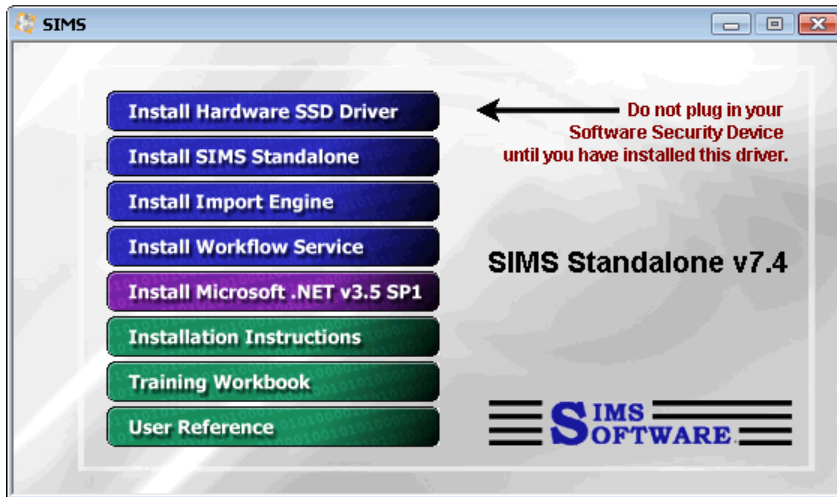 SIMS
Install Hardware SSD Driver
Install SIMS Standalone
Install Import Engine
Install Workflow Service
Install Microsoft .NET v3.5 SP1
Installation Instructions
Training Workbook
User Reference
Do not plug in your
Software Security Device
until you have installed this driver.
SIMS Standalone v7.4
SIMS
SOFTWARE